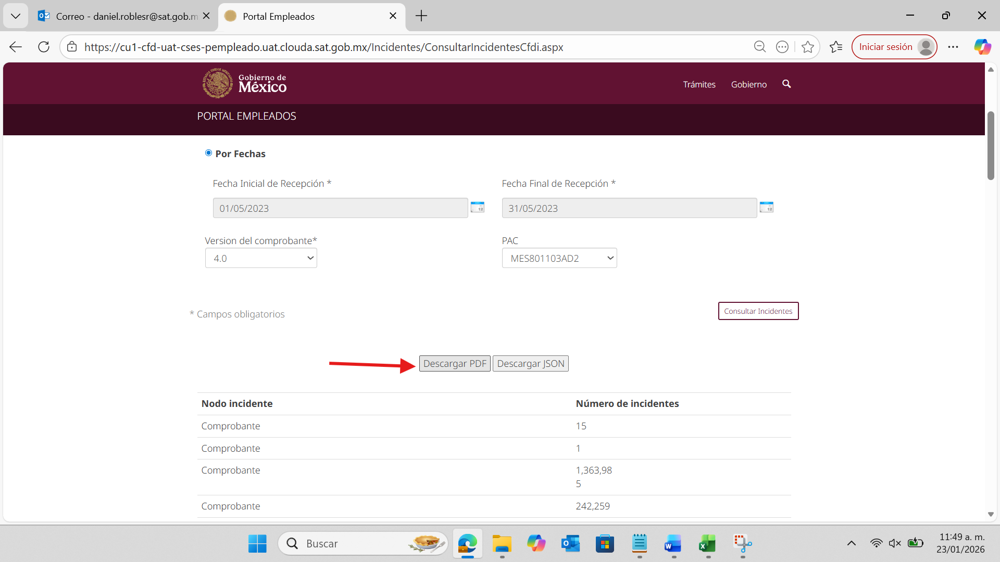 Correo - daniel.roblesr@sat.gob.m
Portal Empleados
https://cu1-cfd-uat-cses-pempleado.uat.clouda.sat.gob.mx/Incidentes/ConsultarIncidentesCfdi.aspx
Iniciar sesión
Gobierno de
México
Trámites
Gobierno
PORTAL EMPLEADOS
Por Fechas
Fecha Inicial de Recepción *
Fecha Final de Recepción *
01/05/2023
31/05/2023
Version del comprobante*
PAC
4.0
MES801103AD2
* Campos obligatorios
Consultar Incidentes
Descargar PDF
Descargar JSON
Nodo incidente
Número de incidentes
Comprobante
15
Comprobante
1
Comprobante
1,363,98
5
Comprobante
242,259
Buscar
11:49 a. m.
23/01/2026